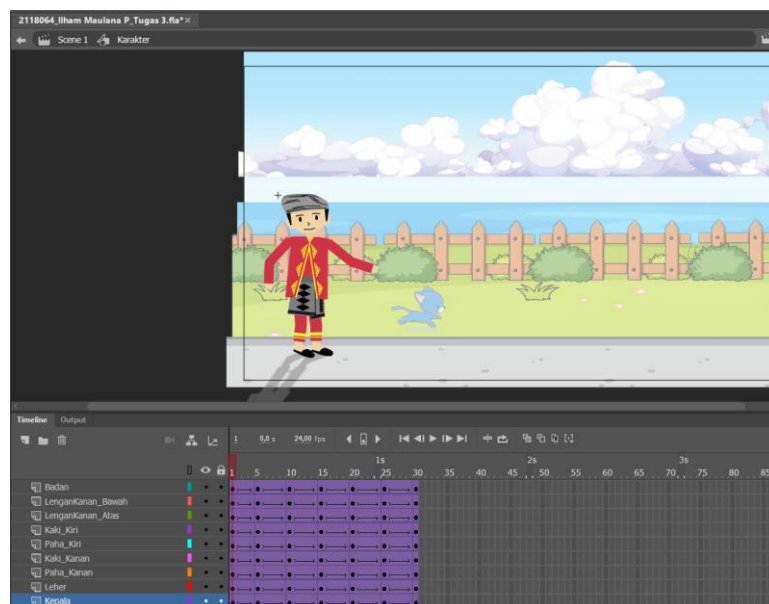 2118064_Ilham Maulana P_Tugas 3.fla*×
Scene 1 Karakter
Timeline Output
1 0,0 s 24,00 fps
1s 2s 3s
1 5 10 15 20 25 30 35 40 45 50 55 60 65 70 75 80 85
Badan
LenganKanan_Bawah
LenganKanan_Atas
Kaki_Kiri
Paha_Kiri
Kaki_Kanan
Paha_Kanan
Leher
Kepala